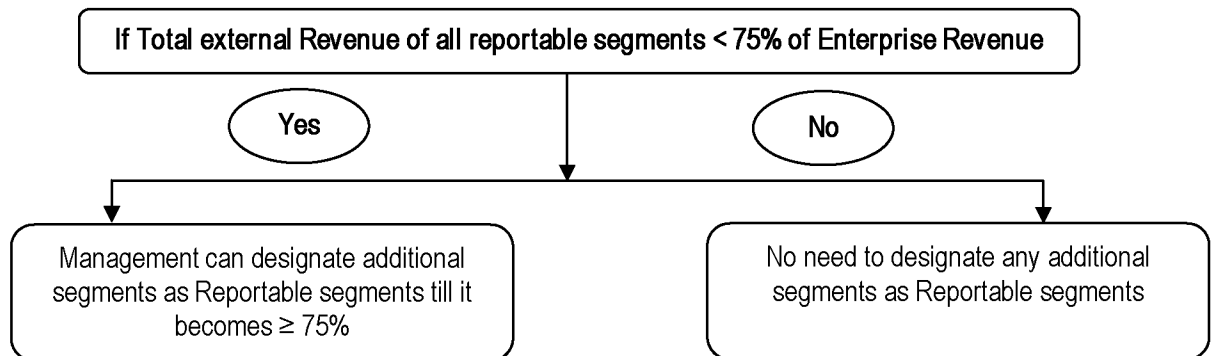 If Total external Revenue of all reportable segments < 75% of Enterprise Revenue
Yes
No
Management can designate additional
segments as Reportable segments till it
becomes ≥ 75%
No need to designate any additional
segments as Reportable segments